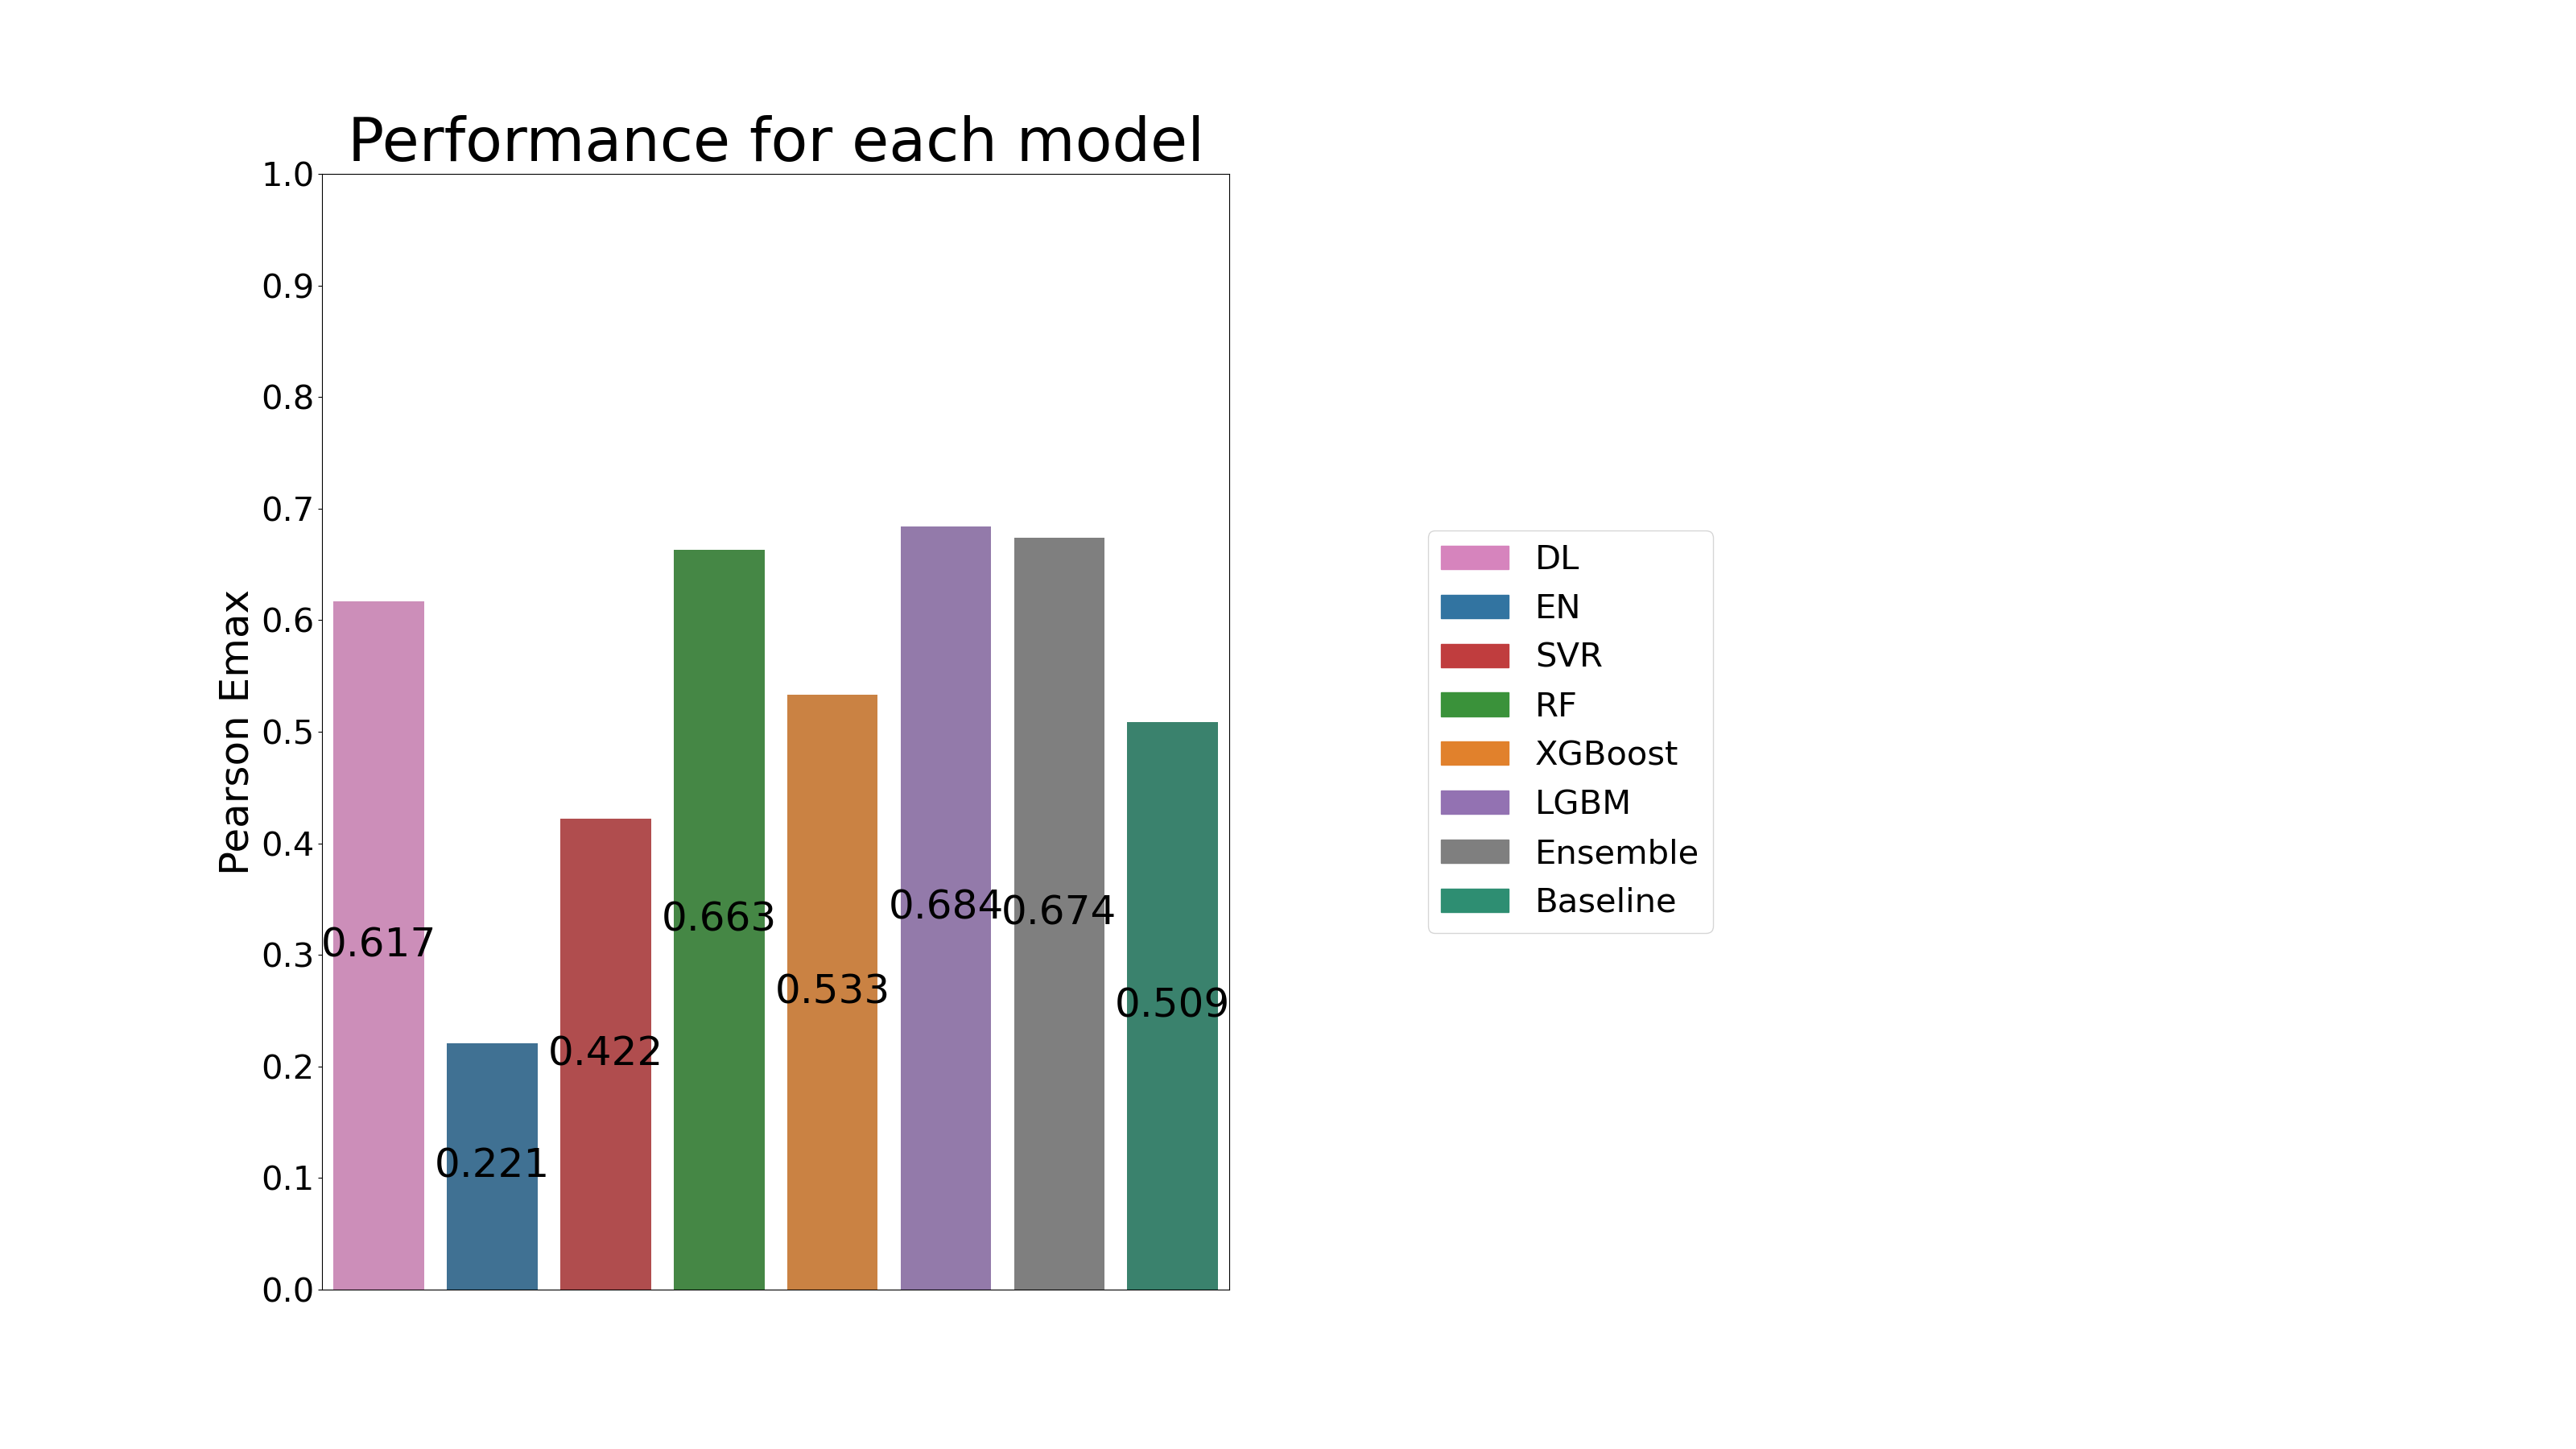 Performance for each model
Pearson Emax
1.0
0.9
0.8
0.7
0.6
0.5
0.4
0.3
0.2
0.1
0.0
0.617
0.221
0.422
0.663
0.533
0.684
0.674
0.509
DL
EN
SVR
RF
XGBoost
LGBM
Ensemble
Baseline